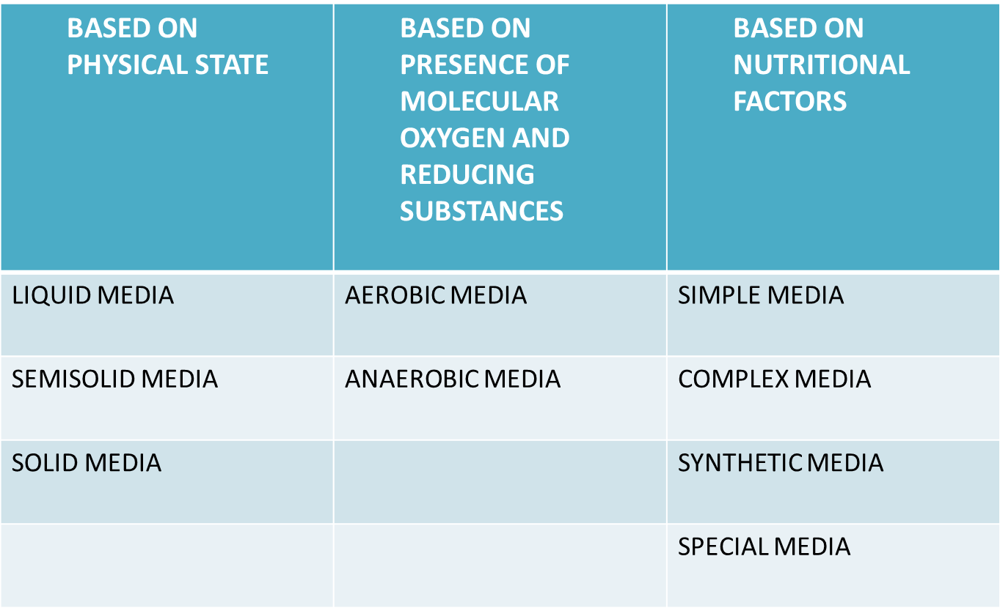 BASED ON
PHYSICAL STATE
BASED ON
PRESENCE OF
MOLECULAR
OXYGEN AND
REDUCING
SUBSTANCES
BASED ON
NUTRITIONAL
FACTORS
LIQUID MEDIA
AEROBIC MEDIA
SIMPLE MEDIA
SEMISOLID MEDIA
ANAEROBIC MEDIA
COMPLEX MEDIA
SOLID MEDIA
SYNTHETIC MEDIA
SPECIAL MEDIA